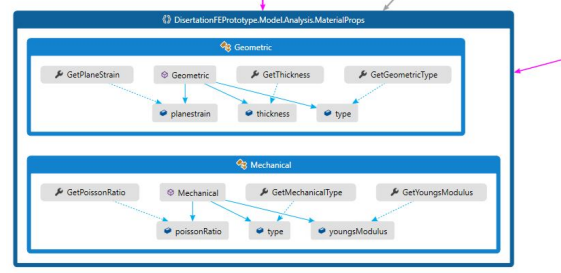 DisertationFEPrototype.Model.Analysis.MaterialProps
Geometric
GetPlaneStrain Geometric GetThickness GetGeometricType
planestrain thickness type
Mechanical
GetPoissonRatio Mechanical GetMechanicalType GetYoungsModulus
poissonRatio type youngsModulus